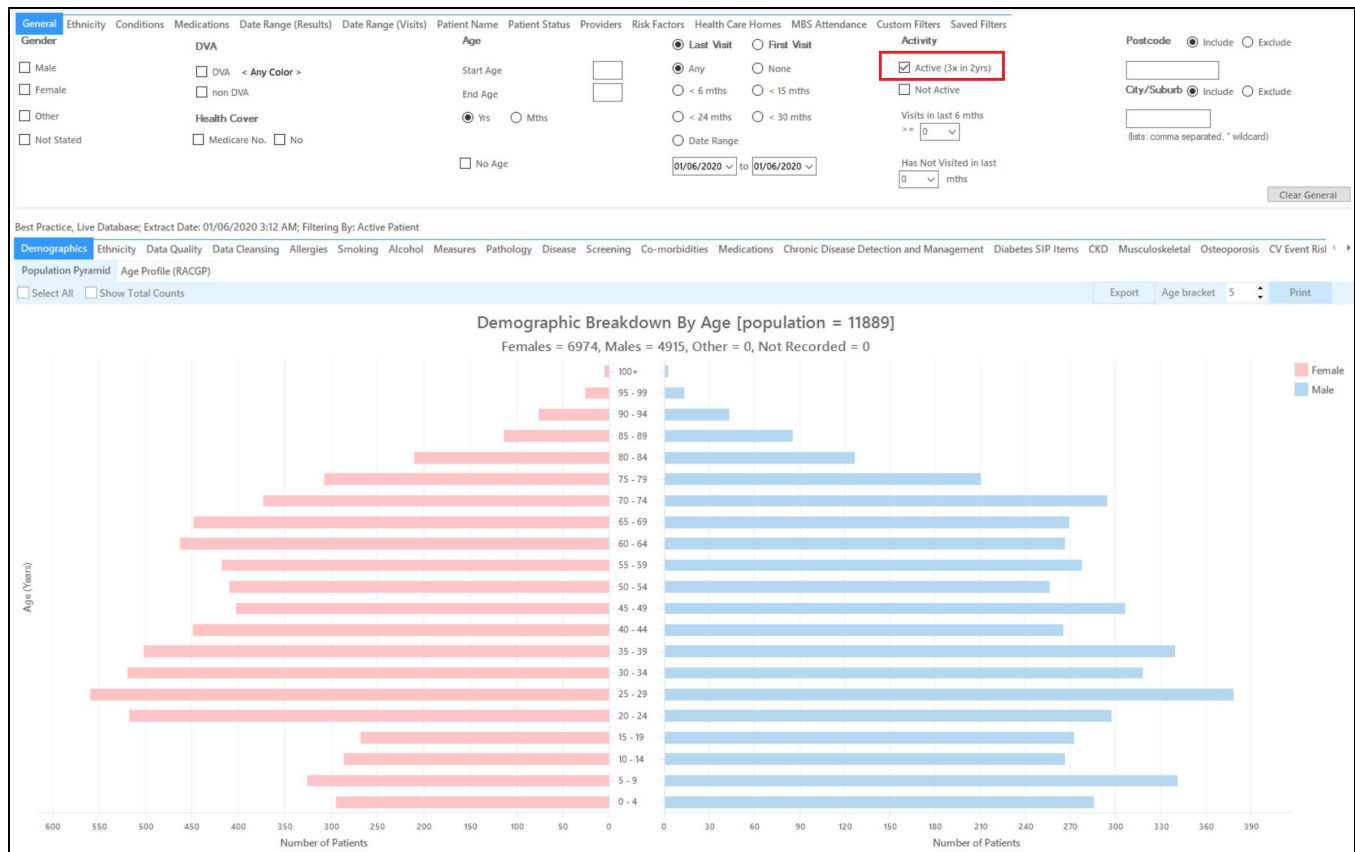 General Ethnicity Conditions Medications Date Range (Results) Date Range (Visits) Patient Name Patient Status Providers Risk Factors Health Care Homes MBS Attendance Custom Filters Saved Filters
Gender DVA Age Last Visit First Visit Activity Postcode Include Exclude
Male DVA < Any Color > Start Age Any None Active (3x in 2yrs)
Female non DVA End Age < 6 mths < 15 mths Not Active City/Suburb Include Exclude
Other Health Cover Yrs Mths < 24 mths < 30 mths Visits in last 6 mths
>= 0
Not Stated Medicare No. No Date Range (lists: comma separated, * wildcard)
No Age 01/06/2020 to 01/06/2020 Has Not Visited in last
0 mths
Clear General
Best Practice, Live Database; Extract Date: 01/06/2020 3:12 AM; Filtering By: Active Patient
Demographics Ethnicity Data Quality Data Cleansing Allergies Smoking Alcohol Measures Pathology Disease Screening Co-morbidities Medications Chronic Disease Detection and Management Diabetes SIP Items CKD Musculoskeletal Osteoporosis CV Event Risl
Population Pyramid Age Profile (RACGP)
Select All Show Total Counts Export Age bracket 5 Print
Demographic Breakdown By Age [population = 11889]
Females = 6974, Males = 4915, Other = 0, Not Recorded = 0
100+ Female
95 - 99 Male
90 - 94
85 - 89
80 - 84
75 - 79
70 - 74
65 - 69
60 - 64
55 - 59
Age (Years)
50 - 54
45 - 49
40 - 44
35 - 39
30 - 34
25 - 29
20 - 24
15 - 19
10 - 14
5 - 9
0 - 4
600 550 500 450 400 350 300 250 200 150 100 50 0 0 30 60 90 120 150 180 210 240 270 300 330 360 390
Number of Patients Number of Patients